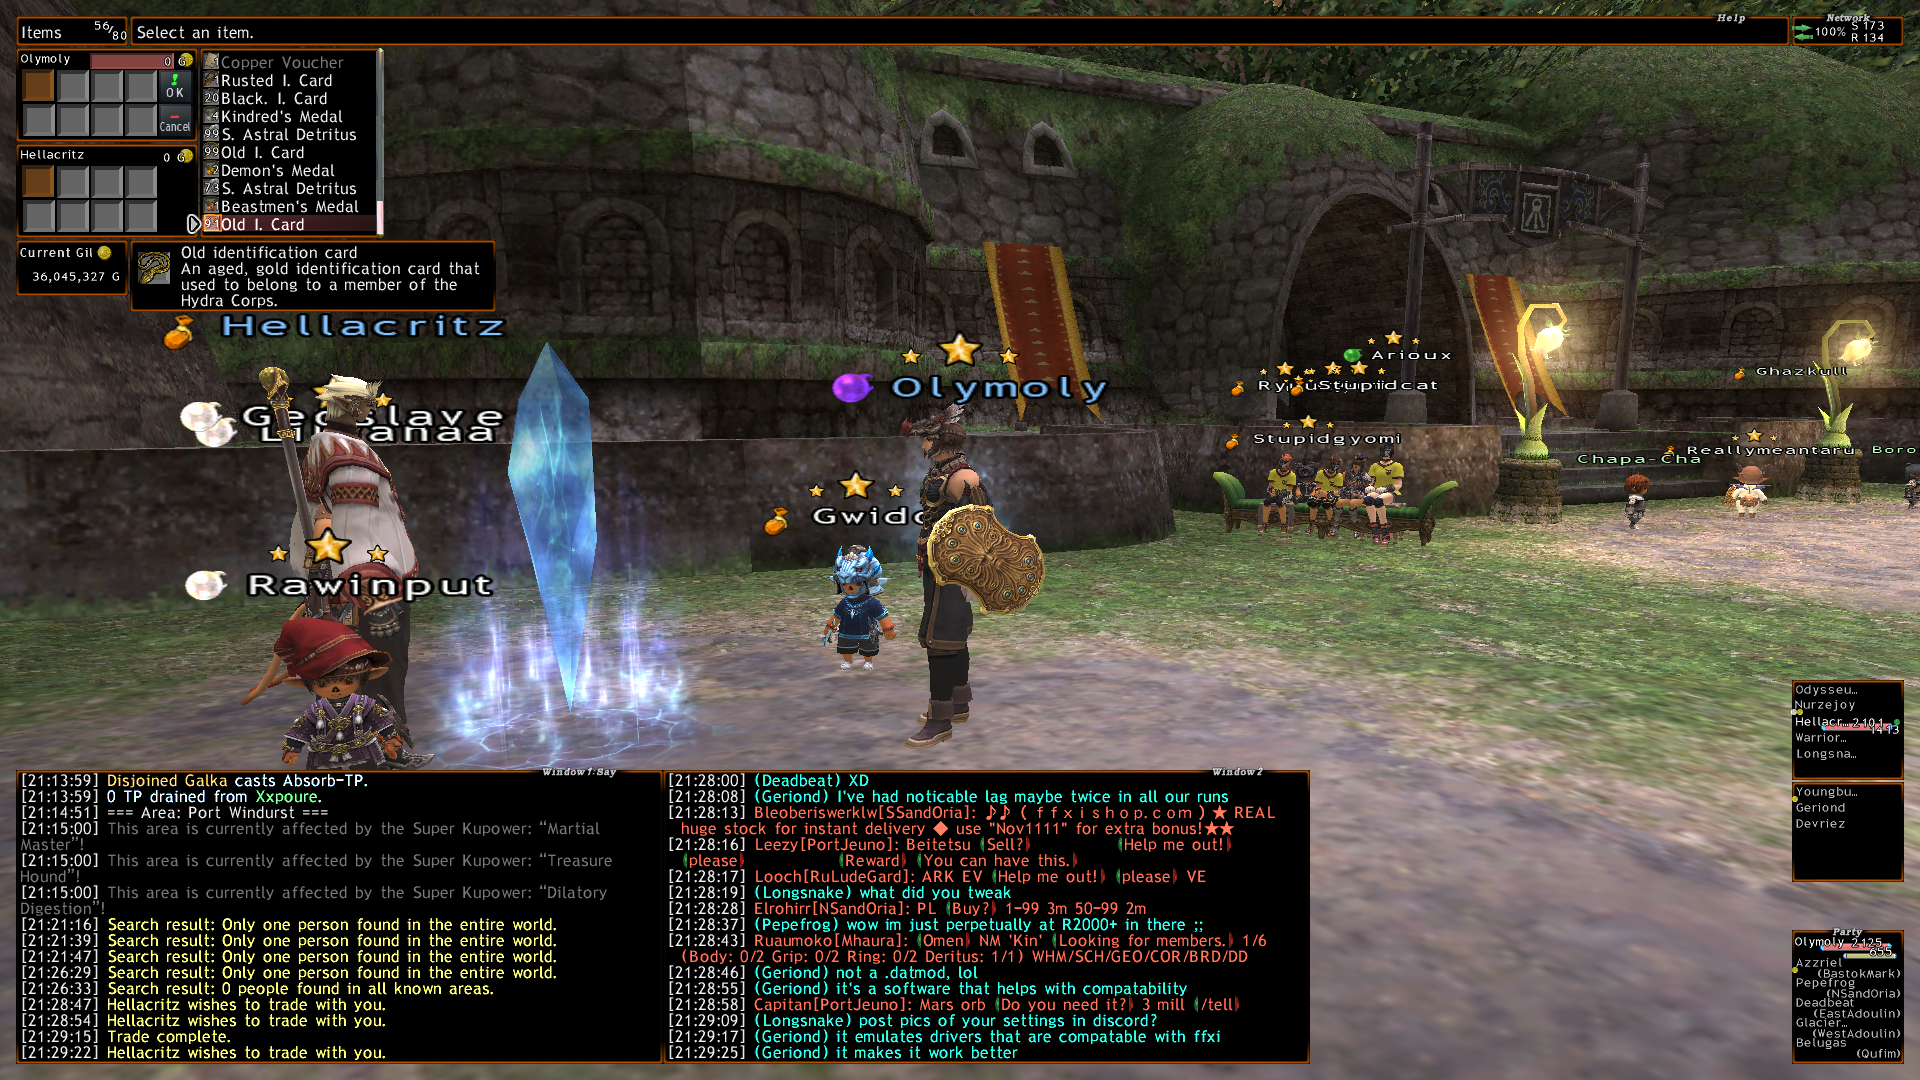 Items 56/80
Select an item.
Help
Network
100% S 173
R 134
Olymoly 0 G
OK
Cancel
Hellacritz 0 G
Copper Voucher
Rusted I. Card
20 Black. I. Card
4 Kindred's Medal
99 S. Astral Detritus
99 Old I. Card
2 Demon's Medal
73 S. Astral Detritus
Beastmen's Medal
91 Old I. Card
Current Gil
36,045,327 G
Old identification card
An aged, gold identification card that
used to belong to a member of the
Hydra Corps.
Hellacritz
Olymoly
Arioux
Stupidcat
Ghazkull
Stupidgyomi
Chapa-Cha
Reallymeantaru
Boro
Geoslave
Gwido
Rawinput
Odysseu…
Nurzejoy
Hellacr… 2101
1413
Warrior…
Longsna…
Youngbu…
Geriond
Devriez
Party
Olymoly 2125
655
Azzriel
(BastokMark)
Pepefrog
(NSandOria)
Deadbeat
(EastAdoulin)
Glacier…
(WestAdoulin)
Belugas
(Qufim)
Window1:Say
[21:13:59] Disjoined Galka casts Absorb-TP.
[21:13:59] 0 TP drained from Xxpoure.
[21:14:51] === Area: Port Windurst ===
[21:15:00] This area is currently affected by the Super Kupower: “Martial
Master”!
[21:15:00] This area is currently affected by the Super Kupower: “Treasure
Hound”!
[21:15:00] This area is currently affected by the Super Kupower: “Dilatory
Digestion”!
[21:21:16] Search result: Only one person found in the entire world.
[21:21:39] Search result: Only one person found in the entire world.
[21:21:47] Search result: Only one person found in the entire world.
[21:26:29] Search result: Only one person found in the entire world.
[21:26:33] Search result: 0 people found in all known areas.
[21:28:47] Hellacritz wishes to trade with you.
[21:28:54] Hellacritz wishes to trade with you.
[21:29:15] Trade complete.
[21:29:22] Hellacritz wishes to trade with you.
Window2
[21:28:00] (Deadbeat) XD
[21:28:08] (Geriond) I've had noticable lag maybe twice in all our runs
[21:28:13] Bleoberiswerklw[SSandOria]: ♪♪ ( f f x i s h o p . c o m ) ★ REAL
huge stock for instant delivery ◆ use "Nov1111" for extra bonus!★★
[21:28:16] Leezy[PortJeuno]: Beitetsu (Sell?) (Help me out!)
(please) (Reward) (You can have this.)
[21:28:17] Looch[RuLudeGard]: ARK EV (Help me out!) (please) VE
[21:28:19] (Longsnake) what did you tweak
[21:28:28] Elrohirr[NSandOria]: PL (Buy?) 1-99 3m 50-99 2m
[21:28:37] (Pepefrog) wow im just perpetually at R2000+ in there ;;
[21:28:43] Ruaumoko[Mhaura]: (Omen) NM 'Kin' (Looking for members.) 1/6
(Body: 0/2 Grip: 0/2 Ring: 0/2 Deritus: 1/1) WHM/SCH/GEO/COR/BRD/DD
[21:28:46] (Geriond) not a .datmod, lol
[21:28:55] (Geriond) it's a software that helps with compatability
[21:28:58] Capitan[PortJeuno]: Mars orb (Do you need it?) 3 mill (/tell)
[21:29:09] (Longsnake) post pics of your settings in discord?
[21:29:17] (Geriond) it emulates drivers that are compatable with ffxi
[21:29:25] (Geriond) it makes it work better